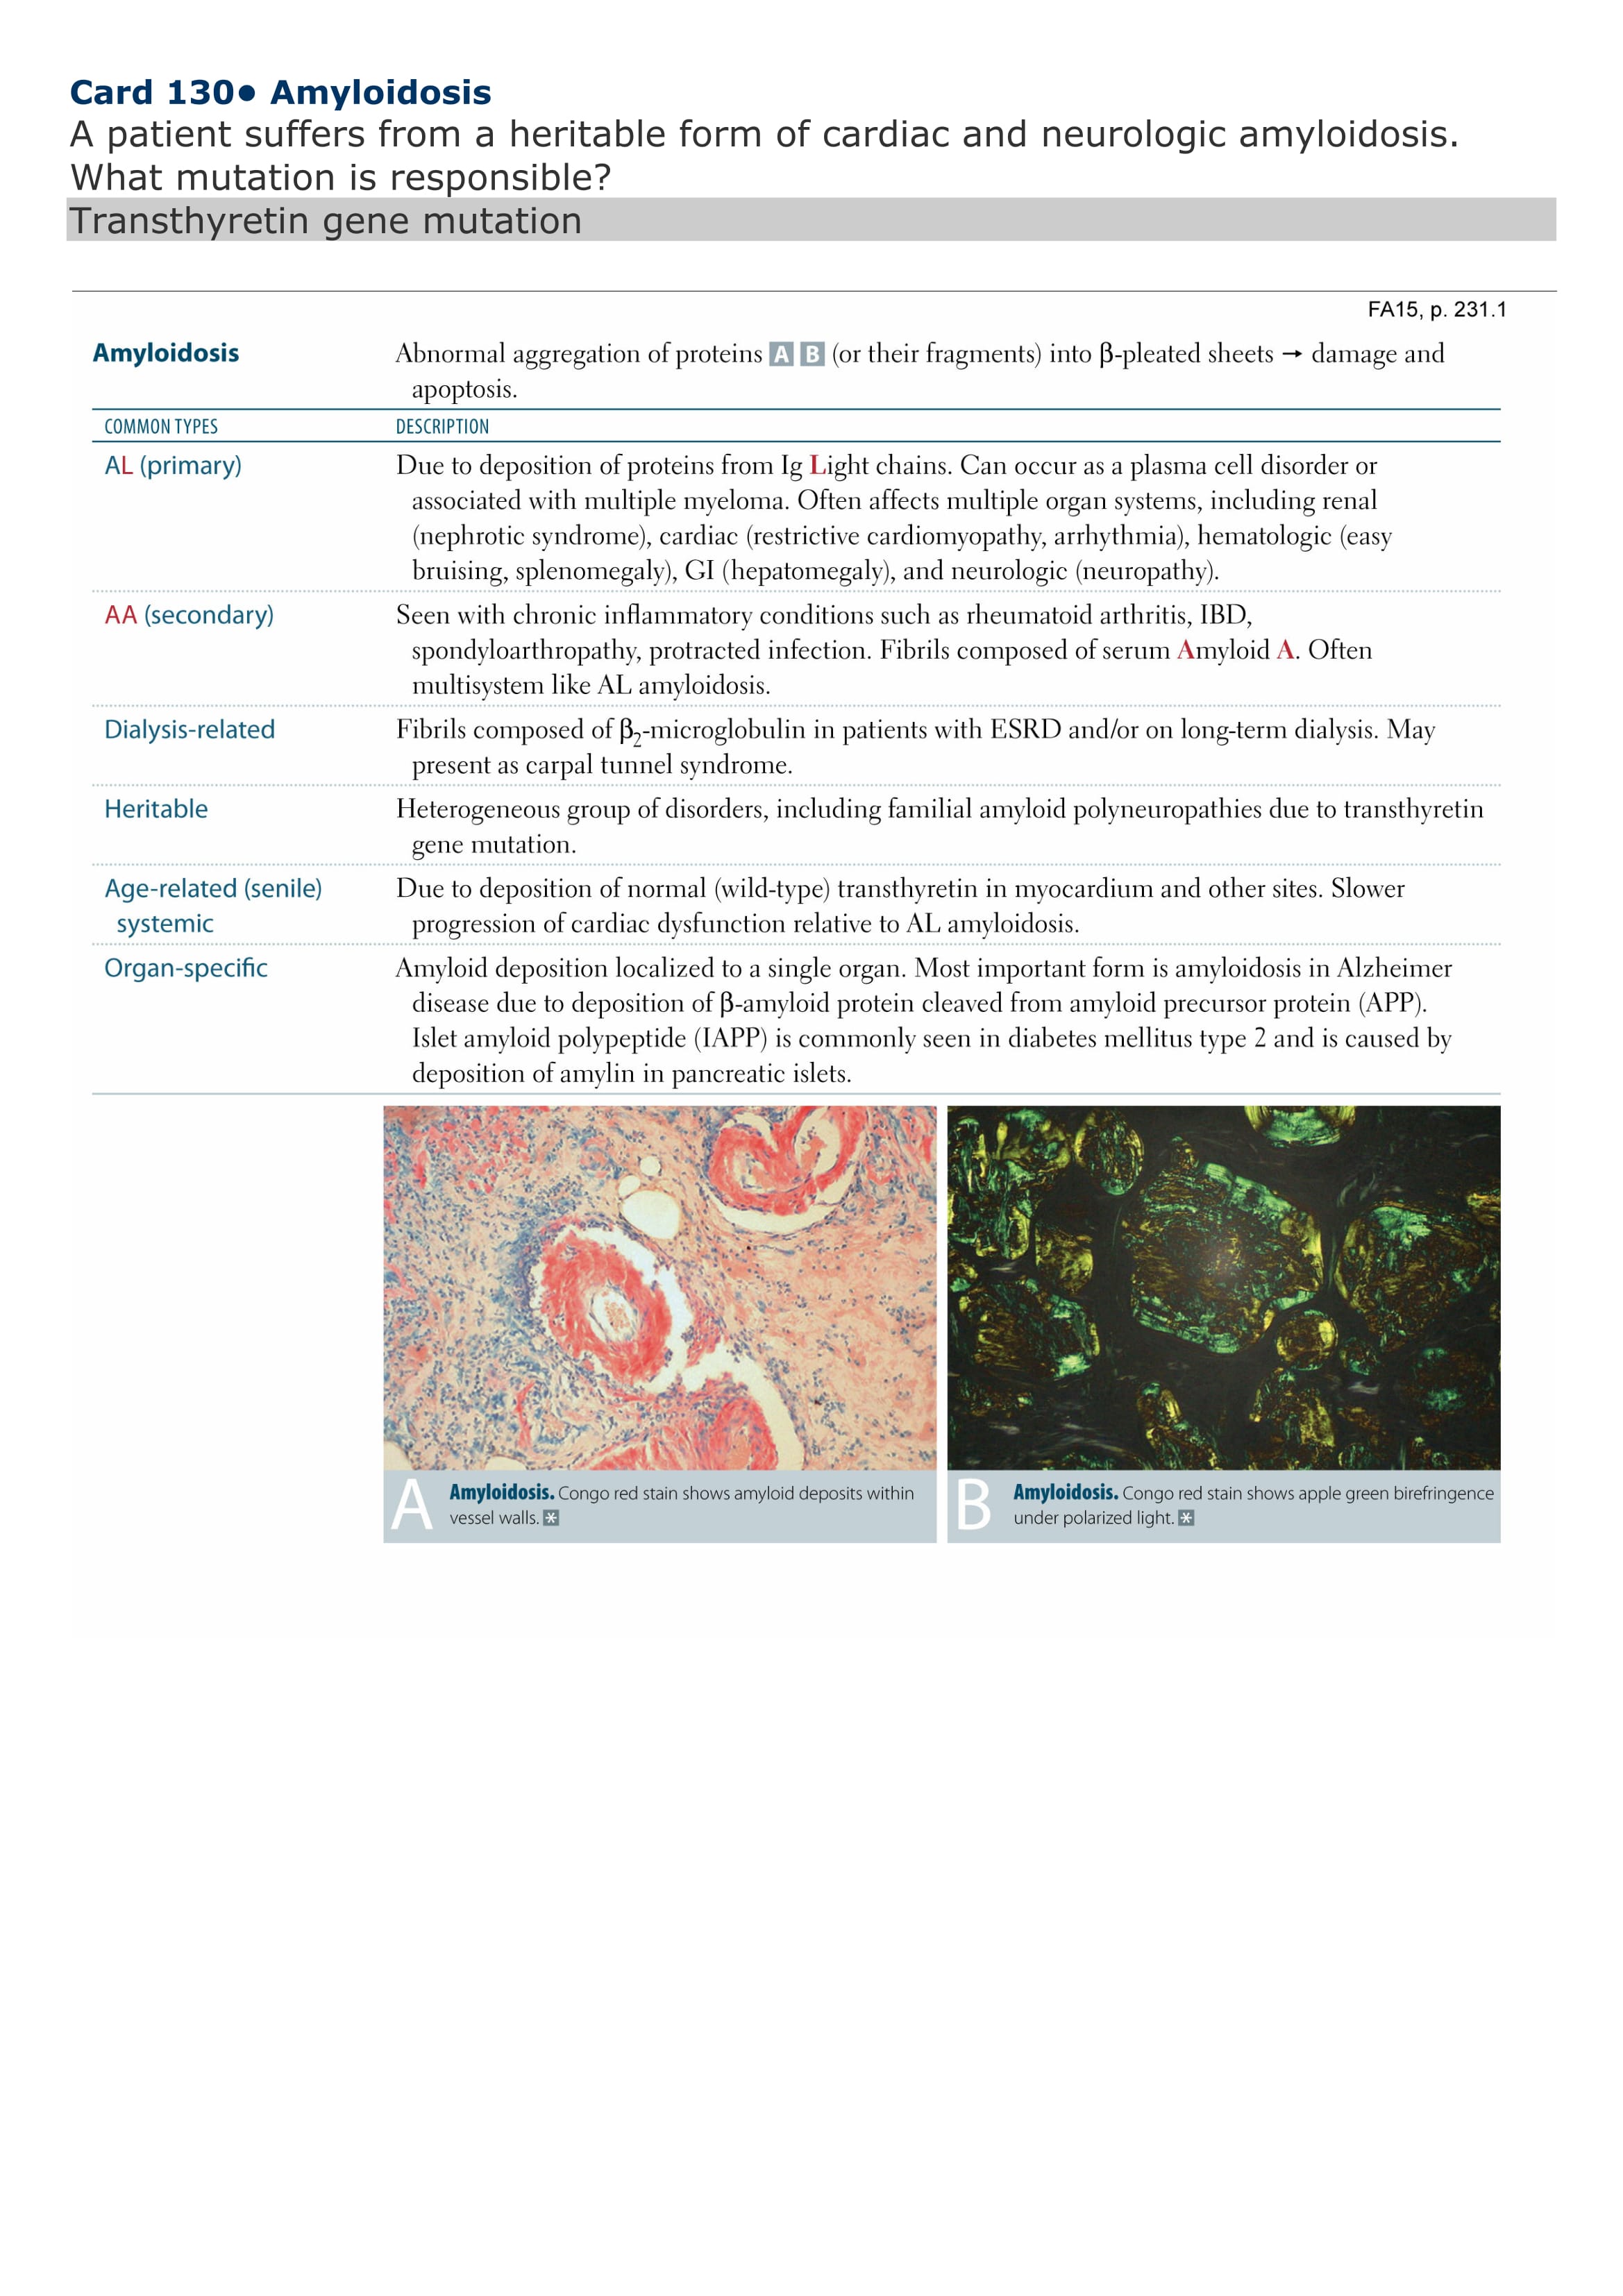 Card 130• Amyloidosis
A patient suffers from a heritable form of cardiac and neurologic amyloidosis.
What mutation is responsible?
Transthyretin gene mutation
FA15, p. 231.1
Amyloidosis
Abnormal aggregation of proteins A B (or their fragments) into β-pleated sheets → damage and
apoptosis.
COMMON TYPES
DESCRIPTION
AL (primary)
Due to deposition of proteins from Ig Light chains. Can occur as a plasma cell disorder or
associated with multiple myeloma. Often affects multiple organ systems, including renal
(nephrotic syndrome), cardiac (restrictive cardiomyopathy, arrhythmia), hematologic (easy
bruising, splenomegaly), GI (hepatomegaly), and neurologic (neuropathy).
AA (secondary)
Seen with chronic inflammatory conditions such as rheumatoid arthritis, IBD,
spondyloarthropathy, protracted infection. Fibrils composed of serum Amyloid A. Often
multisystem like AL amyloidosis.
Dialysis-related
Fibrils composed of β₂-microglobulin in patients with ESRD and/or on long-term dialysis. May
present as carpal tunnel syndrome.
Heritable
Heterogeneous group of disorders, including familial amyloid polyneuropathies due to transthyretin
gene mutation.
Age-related (senile)
systemic
Due to deposition of normal (wild-type) transthyretin in myocardium and other sites. Slower
progression of cardiac dysfunction relative to AL amyloidosis.
Organ-specific
Amyloid deposition localized to a single organ. Most important form is amyloidosis in Alzheimer
disease due to deposition of β-amyloid protein cleaved from amyloid precursor protein (APP).
Islet amyloid polypeptide (IAPP) is commonly seen in diabetes mellitus type 2 and is caused by
deposition of amylin in pancreatic islets.
A
Amyloidosis. Congo red stain shows amyloid deposits within
vessel walls. *
B
Amyloidosis. Congo red stain shows apple green birefringence
under polarized light. *